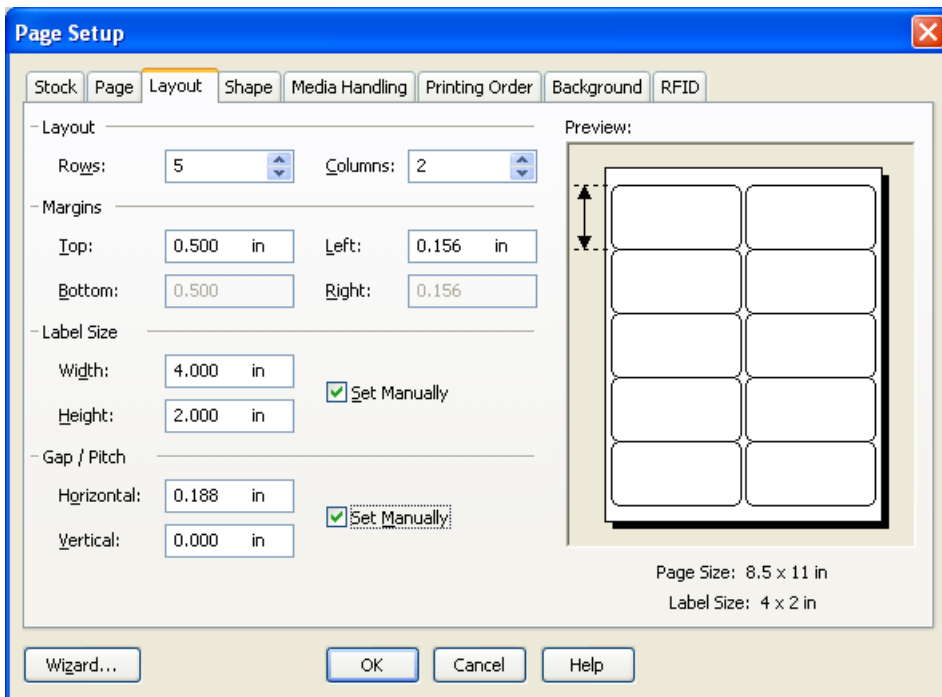 Page Setup
Stock Page Layout Shape Media Handling Printing Order Background RFID
Layout
Rows: 5 Columns: 2
Margins
Top: 0.500 in Left: 0.156 in
Bottom: 0.500 Right: 0.156
Label Size
Width: 4.000 in
Set Manually
Height: 2.000 in
Gap / Pitch
Horizontal: 0.188 in
Set Manually
Vertical: 0.000 in
Preview:
Page Size: 8.5 x 11 in
Label Size: 4 x 2 in
Wizard... OK Cancel Help